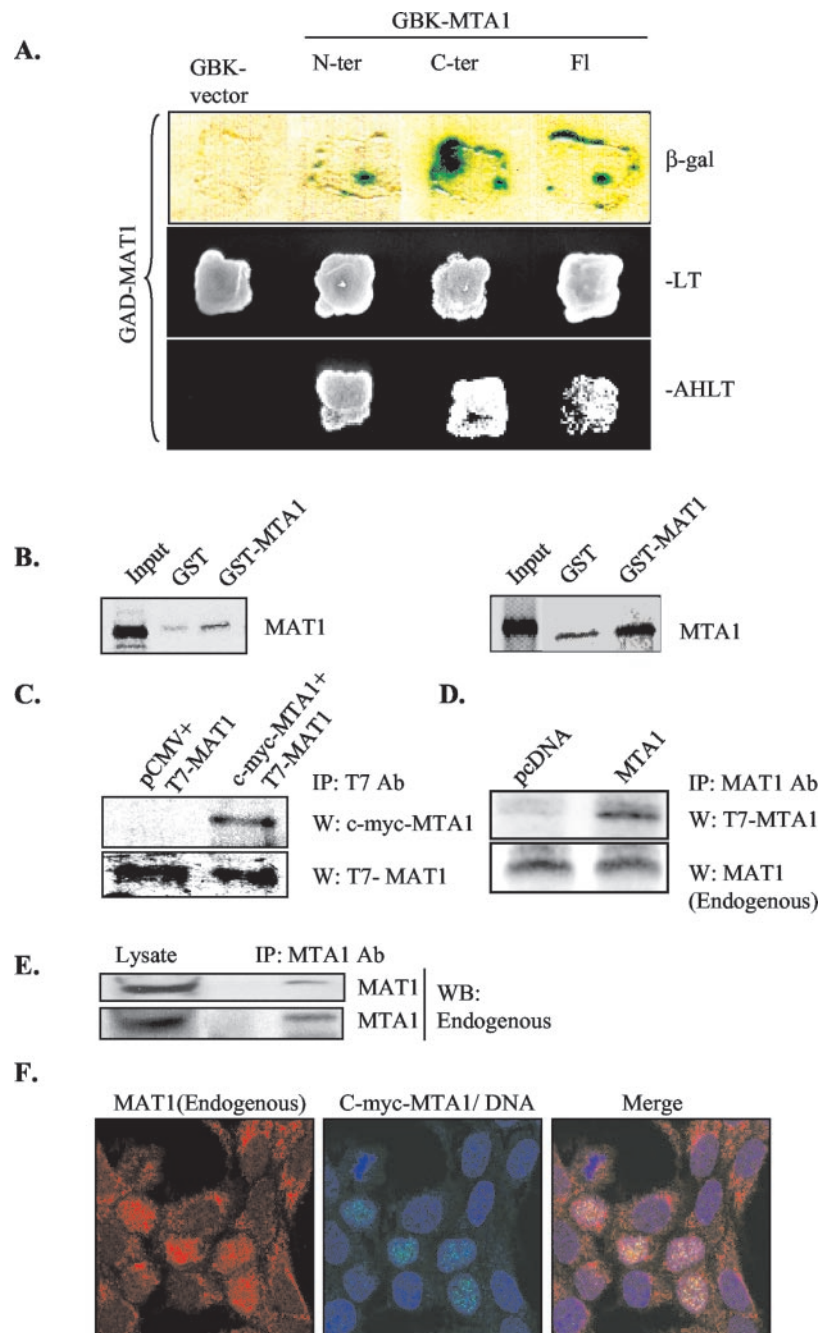 A.
GBK-MTA1
GBK-
vector
N-ter
C-ter
Fl
GAD-MAT1
β-gal
-LT
-AHLT
B.
Input
GST
GST-MTA1
MAT1
Input
GST
GST-MAT1
MTA1
C.
pCMV+
T7-MAT1
c-myc-MTA1+
T7-MAT1
IP: T7 Ab
W: c-myc-MTA1
W: T7- MAT1
D.
pcDNA
MTA1
IP: MAT1 Ab
W: T7-MTA1
W: MAT1
(Endogenous)
E.
Lysate
IP: MTA1 Ab
MAT1
MTA1
WB:
Endogenous
F.
MAT1(Endogenous)
C-myc-MTA1/ DNA
Merge